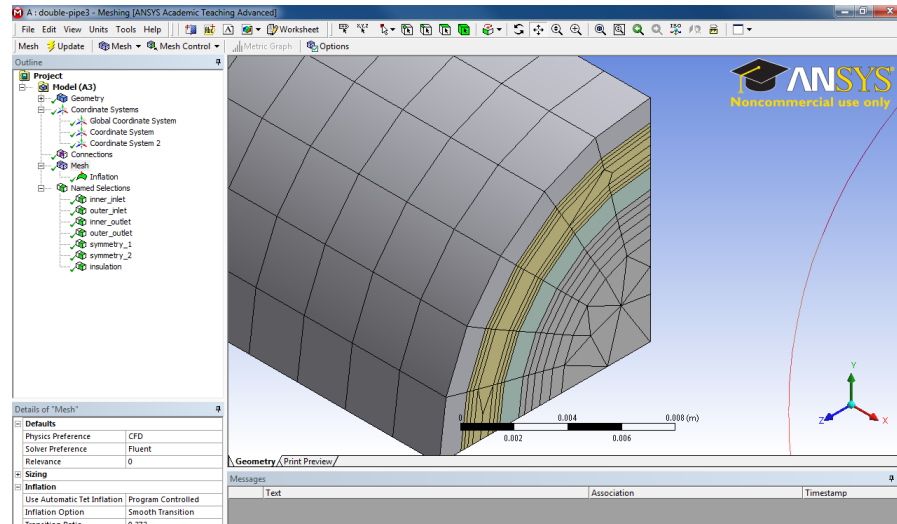 A : double-pipe3 - Meshing [ANSYS Academic Teaching Advanced]
File Edit View Units Tools Help Worksheet
Mesh Update Mesh Mesh Control Metric Graph Options
Outline
Project
Model (A3)
Geometry
Coordinate Systems
Global Coordinate System
Coordinate System
Coordinate System 2
Connections
Mesh
Inflation
Named Selections
inner_inlet
outer_inlet
inner_outlet
outer_outlet
symmetry_1
symmetry_2
insulation
ANSYS
Noncommercial use only
0 0.004 0.008 (m)
0.002 0.006
Y
Z X
Geometry Print Preview
Details of "Mesh"
Defaults
Physics Preference CFD
Solver Preference Fluent
Relevance 0
Sizing
Inflation
Use Automatic Tet Inflation Program Controlled
Inflation Option Smooth Transition
Messages
Text Association Timestamp